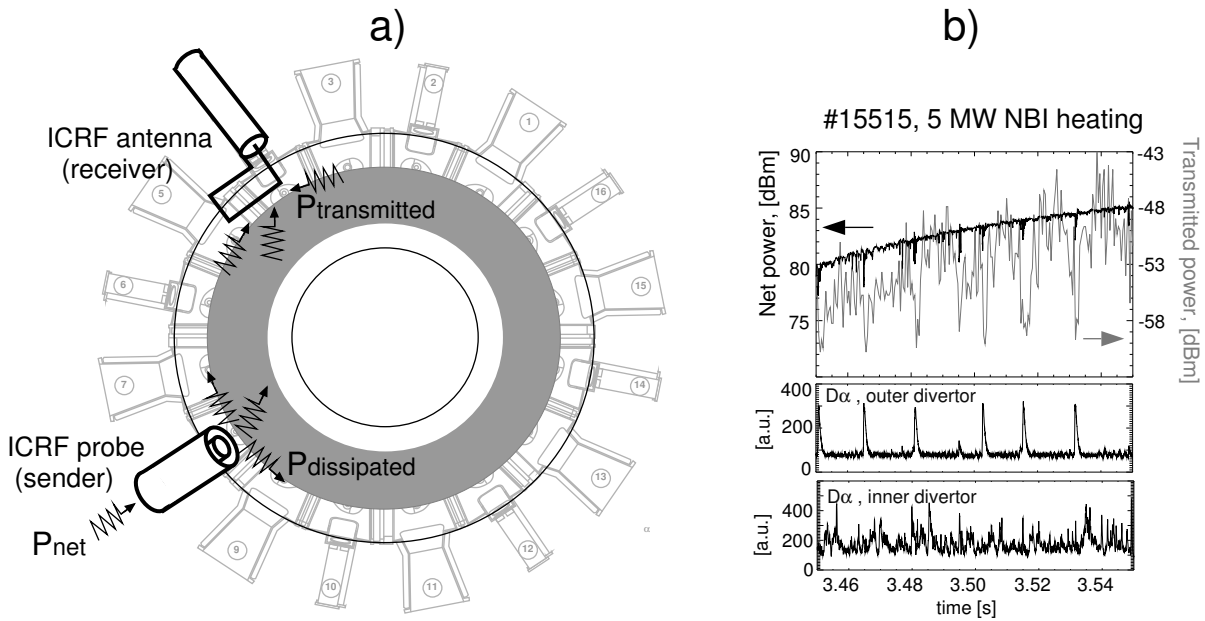 a)
b)
3
2
1
ICRF antenna
(receiver)
5
16
Ptransmitted
6
15
7
14
ICRF probe
(sender)
Pdissipated
13
Pnet
9
12
10
11
α
#15515, 5 MW NBI heating
Net power, [dBm]
90
85
80
75
Transmitted power, [dBm]
-43
-48
-53
-58
Dα , outer divertor
[a.u.]
400
200
0
Dα , inner divertor
[a.u.]
400
200
0
3.46 3.48 3.50 3.52 3.54
time [s]